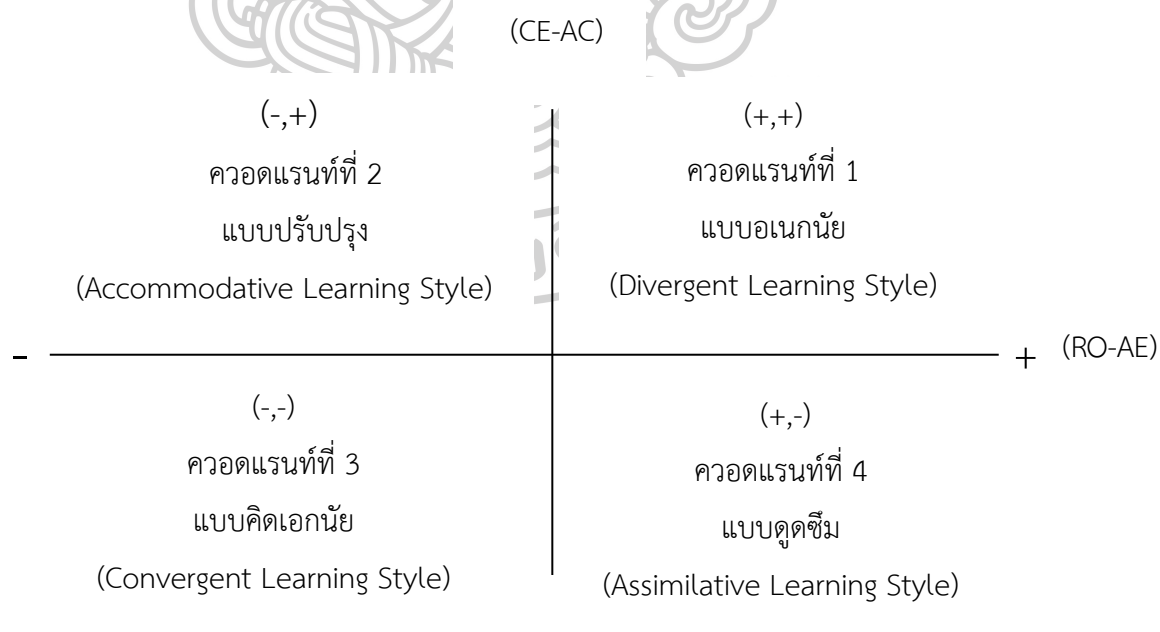 (CE-AC)
(-,+)
ควอดแรนท์ที่ 2
แบบปรับปรุง
(Accommodative Learning Style)
(+,+)
ควอดแรนท์ที่ 1
แบบอเนกนัย
(Divergent Learning Style)
-
+
(RO-AE)
(-,-)
ควอดแรนท์ที่ 3
แบบคิดเอกนัย
(Convergent Learning Style)
(+,-)
ควอดแรนท์ที่ 4
แบบดูดซึม
(Assimilative Learning Style)